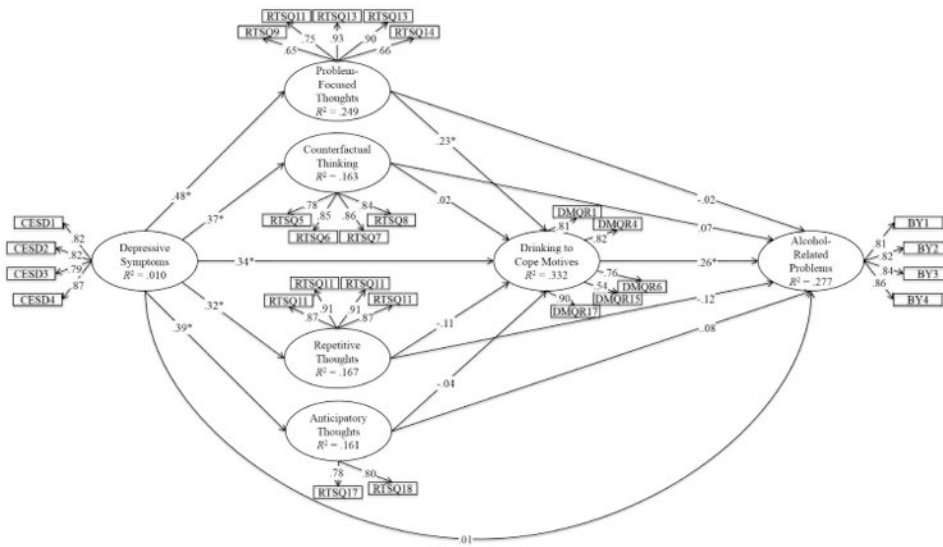 RTSQ11
RTSQ13
RTSQ13
RTSQ9
RTSQ14
.65
.75
.93
.90
.66
Problem-
Focused
Thoughts
R² = .249
.48*
.23*
-.02
Counterfactual
Thinking
R² = .163
.78
.85
.86
.84
RTSQ5
RTSQ6
RTSQ7
RTSQ8
.37*
.02
.07
CESD1
CESD2
CESD3
CESD4
.82
.82
.79
.87
Depressive
Symptoms
R² = .010
.34*
DMQR1
DMQR4
.81
.82
Drinking to
Cope Motives
R² = .332
.76
.54
.90
DMQR6
DMQR15
DMQR17
.26*
Alcohol-
Related
Problems
R² = .277
.81
.82
.84
.86
BY1
BY2
BY3
BY4
.32*
RTSQ11
RTSQ11
RTSQ11
RTSQ11
.87
.91
.91
.87
Repetitive
Thoughts
R² = .167
-.11
-.12
.39*
Anticipatory
Thoughts
R² = .161
-.04
-.08
.78
.80
RTSQ17
RTSQ18
.01